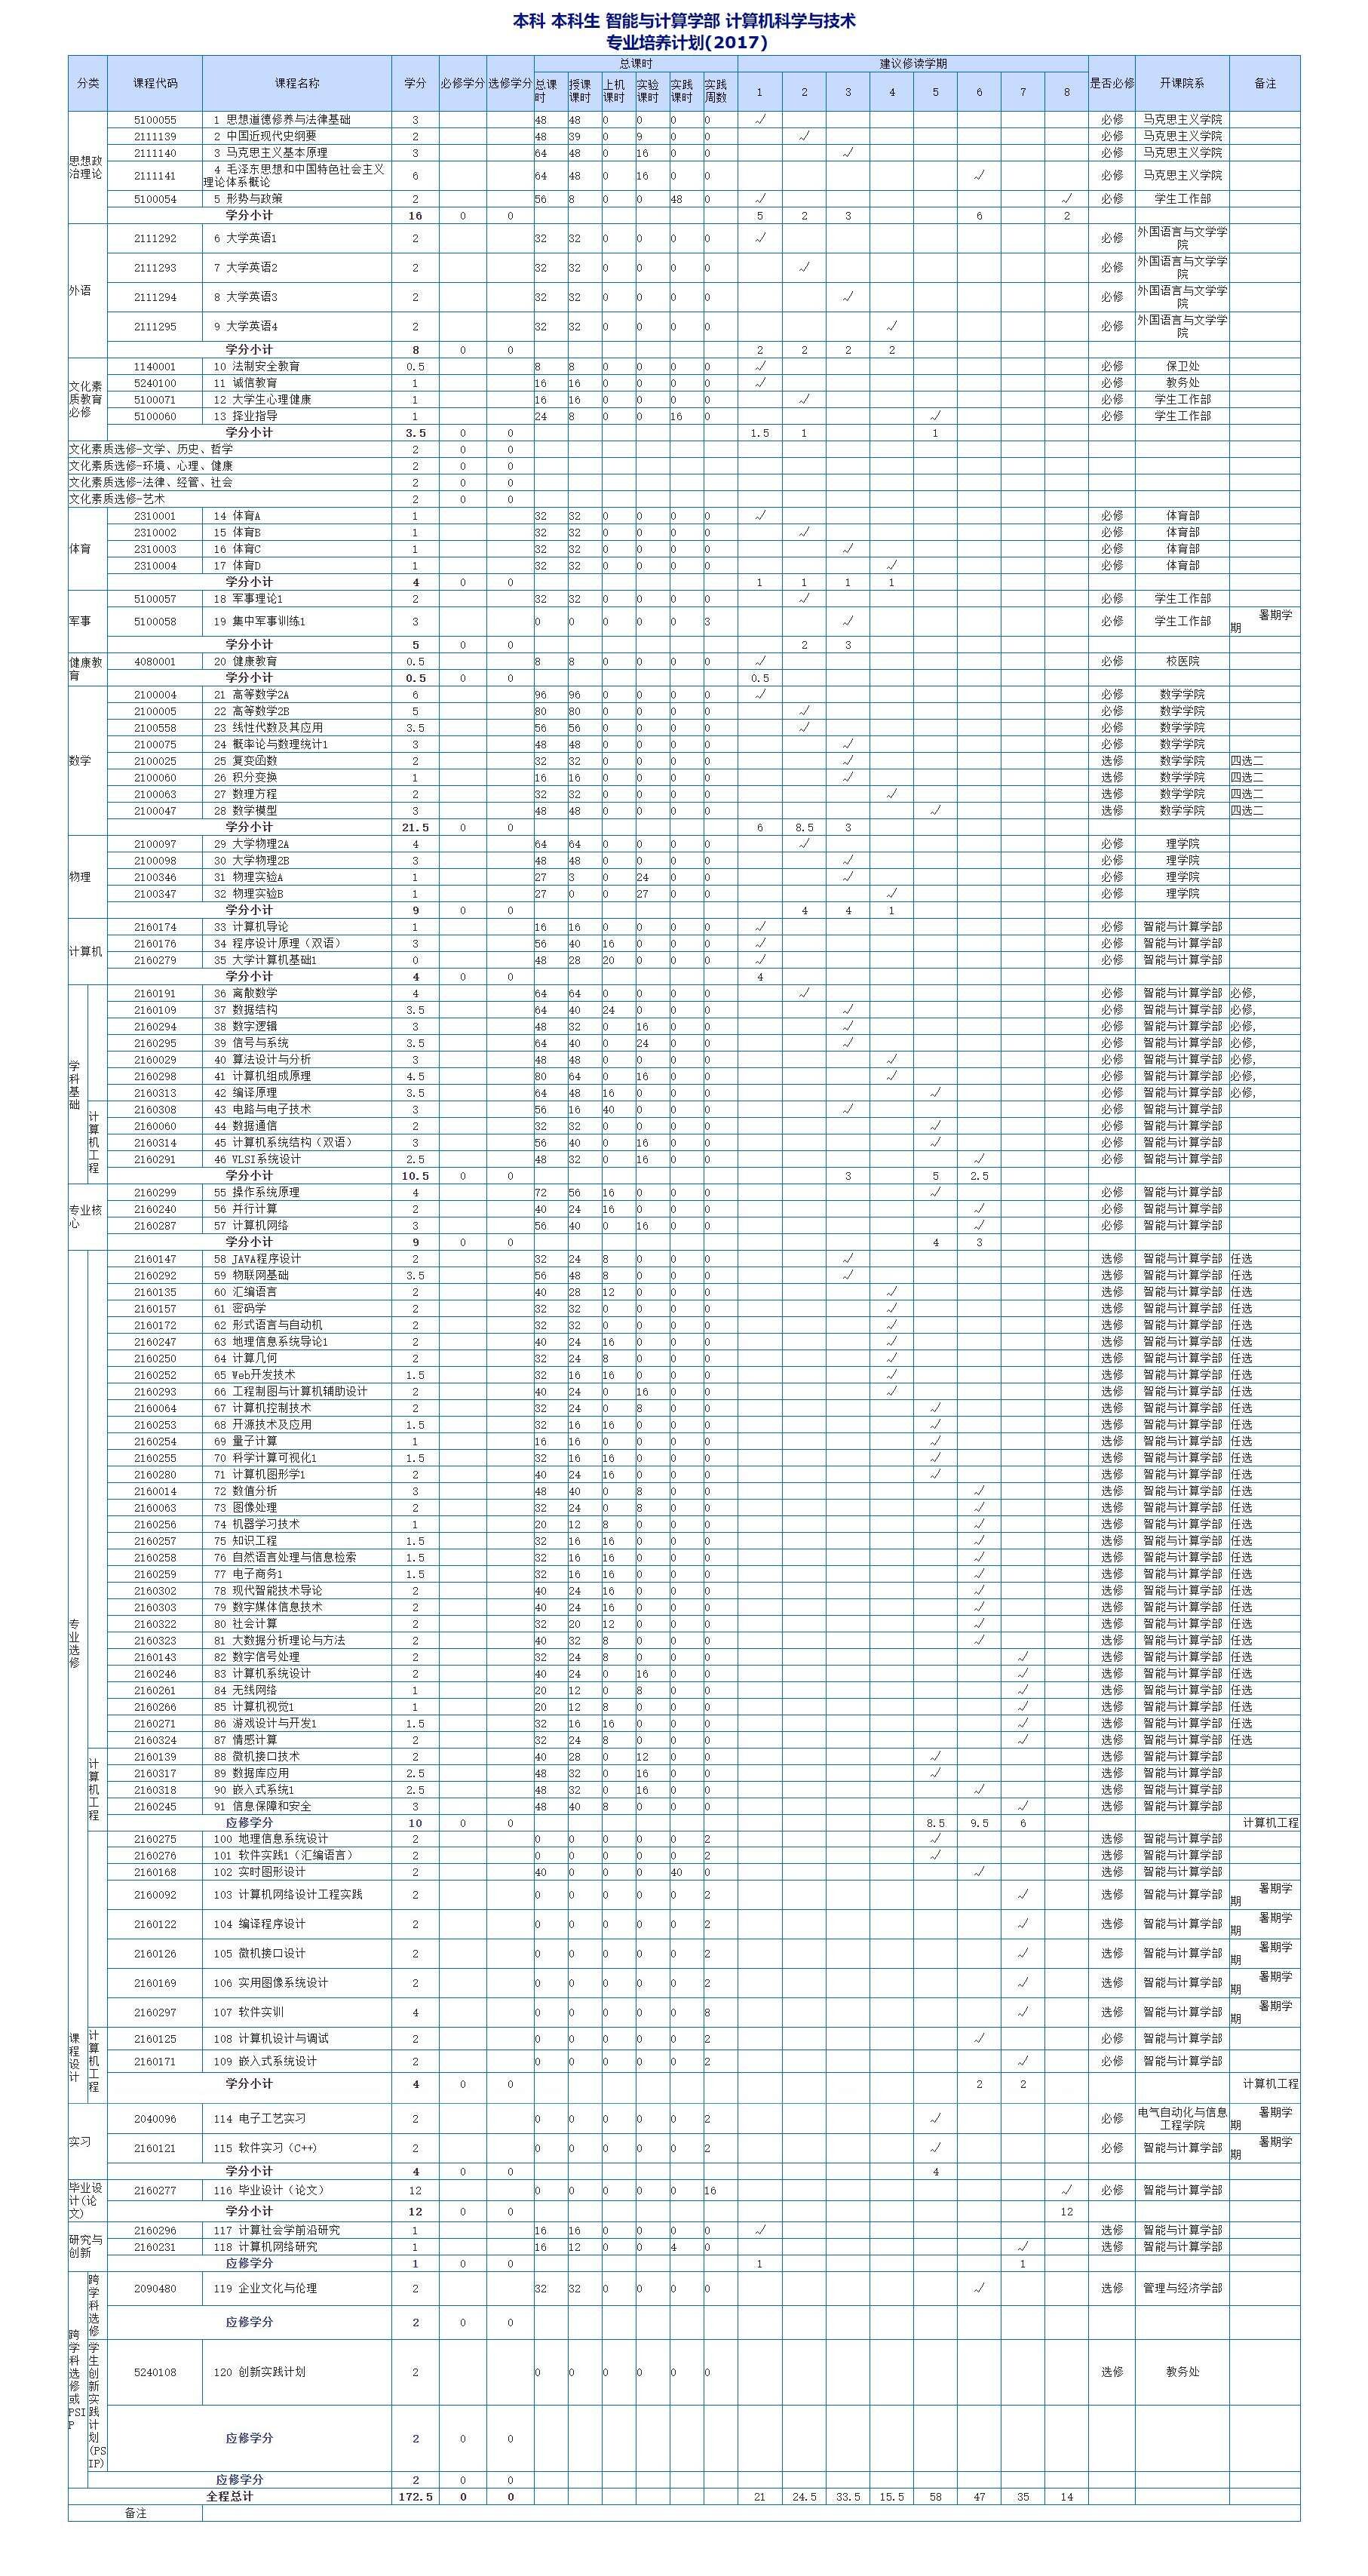 本科 本科生 智能与计算学部 计算机科学与技术
专业培养计划(2017)
分类 课程代码 课程名称 学分 必修学分 选修学分 总课时 建议修读学期 是否必修 开课院系 备注
总课时 授课课时 上机课时 实验课时 实践课时 实践周数 1 2 3 4 5 6 7 8
思想政治理论
5100055 1 思想道德修养与法律基础 3 48 48 0 0 0 0 √ 必修 马克思主义学院
2111139 2 中国近现代史纲要 2 48 39 0 9 0 0 √ 必修 马克思主义学院
2111140 3 马克思主义基本原理 3 64 48 0 16 0 0 √ 必修 马克思主义学院
2111141 4 毛泽东思想和中国特色社会主义理论体系概论 6 64 48 0 16 0 0 √ 必修 马克思主义学院
5100054 5 形势与政策 2 56 8 0 0 48 0 √ √ 必修 学生工作部
学分小计 16 0 0 5 2 3 6 2
外语
2111292 6 大学英语1 2 32 32 0 0 0 0 √ 必修 外国语言与文学学院
2111293 7 大学英语2 2 32 32 0 0 0 0 √ 必修 外国语言与文学学院
2111294 8 大学英语3 2 32 32 0 0 0 0 √ 必修 外国语言与文学学院
2111295 9 大学英语4 2 32 32 0 0 0 0 √ 必修 外国语言与文学学院
学分小计 8 0 0 2 2 2 2
文化素质教育必修
1140001 10 法制安全教育 0.5 8 8 0 0 0 0 √ 必修 保卫处
5240100 11 诚信教育 1 16 16 0 0 0 0 √ 必修 教务处
5100071 12 大学生心理健康 1 16 16 0 0 0 0 √ 必修 学生工作部
5100060 13 择业指导 1 24 8 0 0 16 0 √ 必修 学生工作部
学分小计 3.5 0 0 1.5 1 1
文化素质选修-文学、历史、哲学 2 0 0
文化素质选修-环境、心理、健康 2 0 0
文化素质选修-法律、经管、社会 2 0 0
文化素质选修-艺术 2 0 0
体育
2310001 14 体育A 1 32 32 0 0 0 0 √ 必修 体育部
2310002 15 体育B 1 32 32 0 0 0 0 √ 必修 体育部
2310003 16 体育C 1 32 32 0 0 0 0 √ 必修 体育部
2310004 17 体育D 1 32 32 0 0 0 0 √ 必修 体育部
学分小计 4 0 0 1 1 1 1
军事
5100057 18 军事理论1 2 32 32 0 0 0 0 √ 必修 学生工作部
5100058 19 集中军事训练1 3 0 0 0 0 0 3 √ 必修 学生工作部 暑期学期
学分小计 5 0 0 2 3
健康教育
4080001 20 健康教育 0.5 8 8 0 0 0 0 √ 必修 校医院
学分小计 0.5 0 0 0.5
数学
2100004 21 高等数学2A 6 96 96 0 0 0 0 √ 必修 数学学院
2100005 22 高等数学2B 5 80 80 0 0 0 0 √ 必修 数学学院
2100558 23 线性代数及其应用 3.5 56 56 0 0 0 0 √ 必修 数学学院
2100075 24 概率论与数理统计1 3 48 48 0 0 0 0 √ 必修 数学学院
2100025 25 复变函数 2 32 32 0 0 0 0 √ 选修 数学学院 四选二
2100060 26 积分变换 1 16 16 0 0 0 0 √ 选修 数学学院 四选二
2100063 27 数理方程 2 32 32 0 0 0 0 √ 选修 数学学院 四选二
2100047 28 数学模型 3 48 48 0 0 0 0 √ 选修 数学学院 四选二
学分小计 21.5 0 0 6 8.5 3
物理
2100097 29 大学物理2A 4 64 64 0 0 0 0 √ 必修 理学院
2100098 30 大学物理2B 3 48 48 0 0 0 0 √ 必修 理学院
2100346 31 物理实验A 1 27 3 0 24 0 0 √ 必修 理学院
2100347 32 物理实验B 1 27 0 0 27 0 0 √ 必修 理学院
学分小计 9 0 0 4 4 1
计算机
2160174 33 计算机导论 1 16 16 0 0 0 0 √ 必修 智能与计算学部
2160176 34 程序设计原理（双语） 3 56 40 16 0 0 0 √ 必修 智能与计算学部
2160279 35 大学计算机基础1 0 48 28 20 0 0 0 √ 必修 智能与计算学部
学分小计 4 0 0 4
学科基础
2160191 36 离散数学 4 64 64 0 0 0 0 √ 必修 智能与计算学部 必修,
2160109 37 数据结构 3.5 64 40 24 0 0 0 √ 必修 智能与计算学部 必修,
2160294 38 数字逻辑 3 48 32 0 16 0 0 √ 必修 智能与计算学部 必修,
2160295 39 信号与系统 3.5 64 40 0 24 0 0 √ 必修 智能与计算学部 必修,
2160029 40 算法设计与分析 3 48 48 0 0 0 0 √ 必修 智能与计算学部 必修,
2160298 41 计算机组成原理 4.5 80 64 0 16 0 0 √ 必修 智能与计算学部 必修,
2160313 42 编译原理 3.5 64 48 16 0 0 0 √ 必修 智能与计算学部 必修,
计算机工程
2160308 43 电路与电子技术 3 56 16 40 0 0 0 √ 必修 智能与计算学部
2160060 44 数据通信 2 32 32 0 0 0 0 √ 必修 智能与计算学部
2160314 45 计算机系统结构（双语） 3 56 40 0 16 0 0 √ 必修 智能与计算学部
2160291 46 VLSI系统设计 2.5 48 32 0 16 0 0 √ 必修 智能与计算学部
学分小计 10.5 0 0 3 5 2.5
专业核心
2160299 55 操作系统原理 4 72 56 16 0 0 0 √ 必修 智能与计算学部
2160240 56 并行计算 2 40 24 16 0 0 0 √ 必修 智能与计算学部
2160287 57 计算机网络 3 56 40 0 16 0 0 √ 必修 智能与计算学部
学分小计 9 0 0 4 3
专业选修
2160147 58 JAVA程序设计 2 32 24 8 0 0 0 √ 选修 智能与计算学部 任选
2160292 59 物联网基础 3.5 56 48 8 0 0 0 √ 选修 智能与计算学部 任选
2160135 60 汇编语言 2 40 28 12 0 0 0 √ 选修 智能与计算学部 任选
2160157 61 密码学 2 32 32 0 0 0 0 √ 选修 智能与计算学部 任选
2160172 62 形式语言与自动机 2 32 32 0 0 0 0 √ 选修 智能与计算学部 任选
2160247 63 地理信息系统导论1 2 40 24 16 0 0 0 √ 选修 智能与计算学部 任选
2160250 64 计算几何 2 32 24 8 0 0 0 √ 选修 智能与计算学部 任选
2160252 65 Web开发技术 1.5 32 16 16 0 0 0 √ 选修 智能与计算学部 任选
2160293 66 工程制图与计算机辅助设计 2 40 24 0 16 0 0 √ 选修 智能与计算学部 任选
2160064 67 计算机控制技术 2 32 24 0 8 0 0 √ 选修 智能与计算学部 任选
2160253 68 开源技术及应用 1.5 32 16 16 0 0 0 √ 选修 智能与计算学部 任选
2160254 69 量子计算 1 16 16 0 0 0 0 √ 选修 智能与计算学部 任选
2160255 70 科学计算可视化1 1.5 32 16 16 0 0 0 √ 选修 智能与计算学部 任选
2160280 71 计算机图形学1 2 40 24 16 0 0 0 √ 选修 智能与计算学部 任选
2160014 72 数值分析 3 48 40 0 8 0 0 √ 选修 智能与计算学部 任选
2160063 73 图像处理 2 32 24 0 8 0 0 √ 选修 智能与计算学部 任选
2160256 74 机器学习技术 1 20 12 8 0 0 0 √ 选修 智能与计算学部 任选
2160257 75 知识工程 1.5 32 16 16 0 0 0 √ 选修 智能与计算学部 任选
2160258 76 自然语言处理与信息检索 1.5 32 16 16 0 0 0 √ 选修 智能与计算学部 任选
2160259 77 电子商务1 1.5 32 16 16 0 0 0 √ 选修 智能与计算学部 任选
2160302 78 现代智能技术导论 2 40 24 16 0 0 0 √ 选修 智能与计算学部 任选
2160303 79 数字媒体信息技术 2 40 24 16 0 0 0 √ 选修 智能与计算学部 任选
2160322 80 社会计算 2 32 20 12 0 0 0 √ 选修 智能与计算学部 任选
2160323 81 大数据分析理论与方法 2 40 32 8 0 0 0 √ 选修 智能与计算学部 任选
2160143 82 数字信号处理 2 32 24 8 0 0 0 √ 选修 智能与计算学部 任选
2160246 83 计算机系统设计 2 40 24 0 16 0 0 √ 选修 智能与计算学部 任选
2160261 84 无线网络 1 20 12 0 8 0 0 √ 选修 智能与计算学部 任选
2160266 85 计算机视觉1 1 20 12 8 0 0 0 √ 选修 智能与计算学部 任选
2160271 86 游戏设计与开发1 1.5 32 16 16 0 0 0 √ 选修 智能与计算学部 任选
2160324 87 情感计算 2 32 24 8 0 0 0 √ 选修 智能与计算学部 任选
计算机工程
2160139 88 微机接口技术 2 40 28 0 12 0 0 √ 选修 智能与计算学部
2160317 89 数据库应用 2.5 48 32 0 16 0 0 √ 选修 智能与计算学部
2160318 90 嵌入式系统1 2.5 48 32 0 16 0 0 √ 选修 智能与计算学部
2160245 91 信息保障和安全 3 48 40 8 0 0 0 √ 选修 智能与计算学部
应修学分 10 0 0 8.5 9.5 6 计算机工程
课程设计
2160275 100 地理信息系统设计 2 0 0 0 0 0 2 √ 选修 智能与计算学部
2160276 101 软件实践1（汇编语言） 2 0 0 0 0 0 2 √ 选修 智能与计算学部
2160168 102 实时图形设计 2 40 0 0 0 40 0 √ 选修 智能与计算学部
2160092 103 计算机网络设计工程实践 2 0 0 0 0 0 2 √ 选修 智能与计算学部 暑期学期
2160122 104 编译程序设计 2 0 0 0 0 0 2 √ 选修 智能与计算学部 暑期学期
2160126 105 微机接口设计 2 0 0 0 0 0 2 √ 选修 智能与计算学部 暑期学期
2160169 106 实用图像系统设计 2 0 0 0 0 0 2 √ 选修 智能与计算学部 暑期学期
2160297 107 软件实训 4 0 0 0 0 0 8 √ 选修 智能与计算学部 暑期学期
计算机工程
2160125 108 计算机设计与调试 2 0 0 0 0 0 2 √ 必修 智能与计算学部
2160171 109 嵌入式系统设计 2 0 0 0 0 0 2 √ 必修 智能与计算学部
学分小计 4 0 0 2 2 计算机工程
实习
2040096 114 电子工艺实习 2 0 0 0 0 0 2 √ 必修 电气自动化与信息工程学院 暑期学期
2160121 115 软件实习（C++) 2 0 0 0 0 0 2 √ 必修 智能与计算学部 暑期学期
学分小计 4 0 0 4
毕业设计(论文)
2160277 116 毕业设计（论文） 12 0 0 0 0 0 16 √ 必修 智能与计算学部
学分小计 12 0 0 12
研究与创新
2160296 117 计算社会学前沿研究 1 16 16 0 0 0 0 √ 选修 智能与计算学部
2160231 118 计算机网络研究 1 16 12 0 0 4 0 √ 选修 智能与计算学部
应修学分 1 0 0 1 1
跨学科选修或PSIP
跨学科选修
2090480 119 企业文化与伦理 2 32 32 0 0 0 0 √ 选修 管理与经济学部
应修学分 2 0 0
学生创新实践计划(PSIP)
5240108 120 创新实践计划 2 0 0 0 0 0 0 选修 教务处
应修学分 2 0 0
应修学分 2 0 0
全程总计 172.5 0 0 21 24.5 33.5 15.5 58 47 35 14
备注